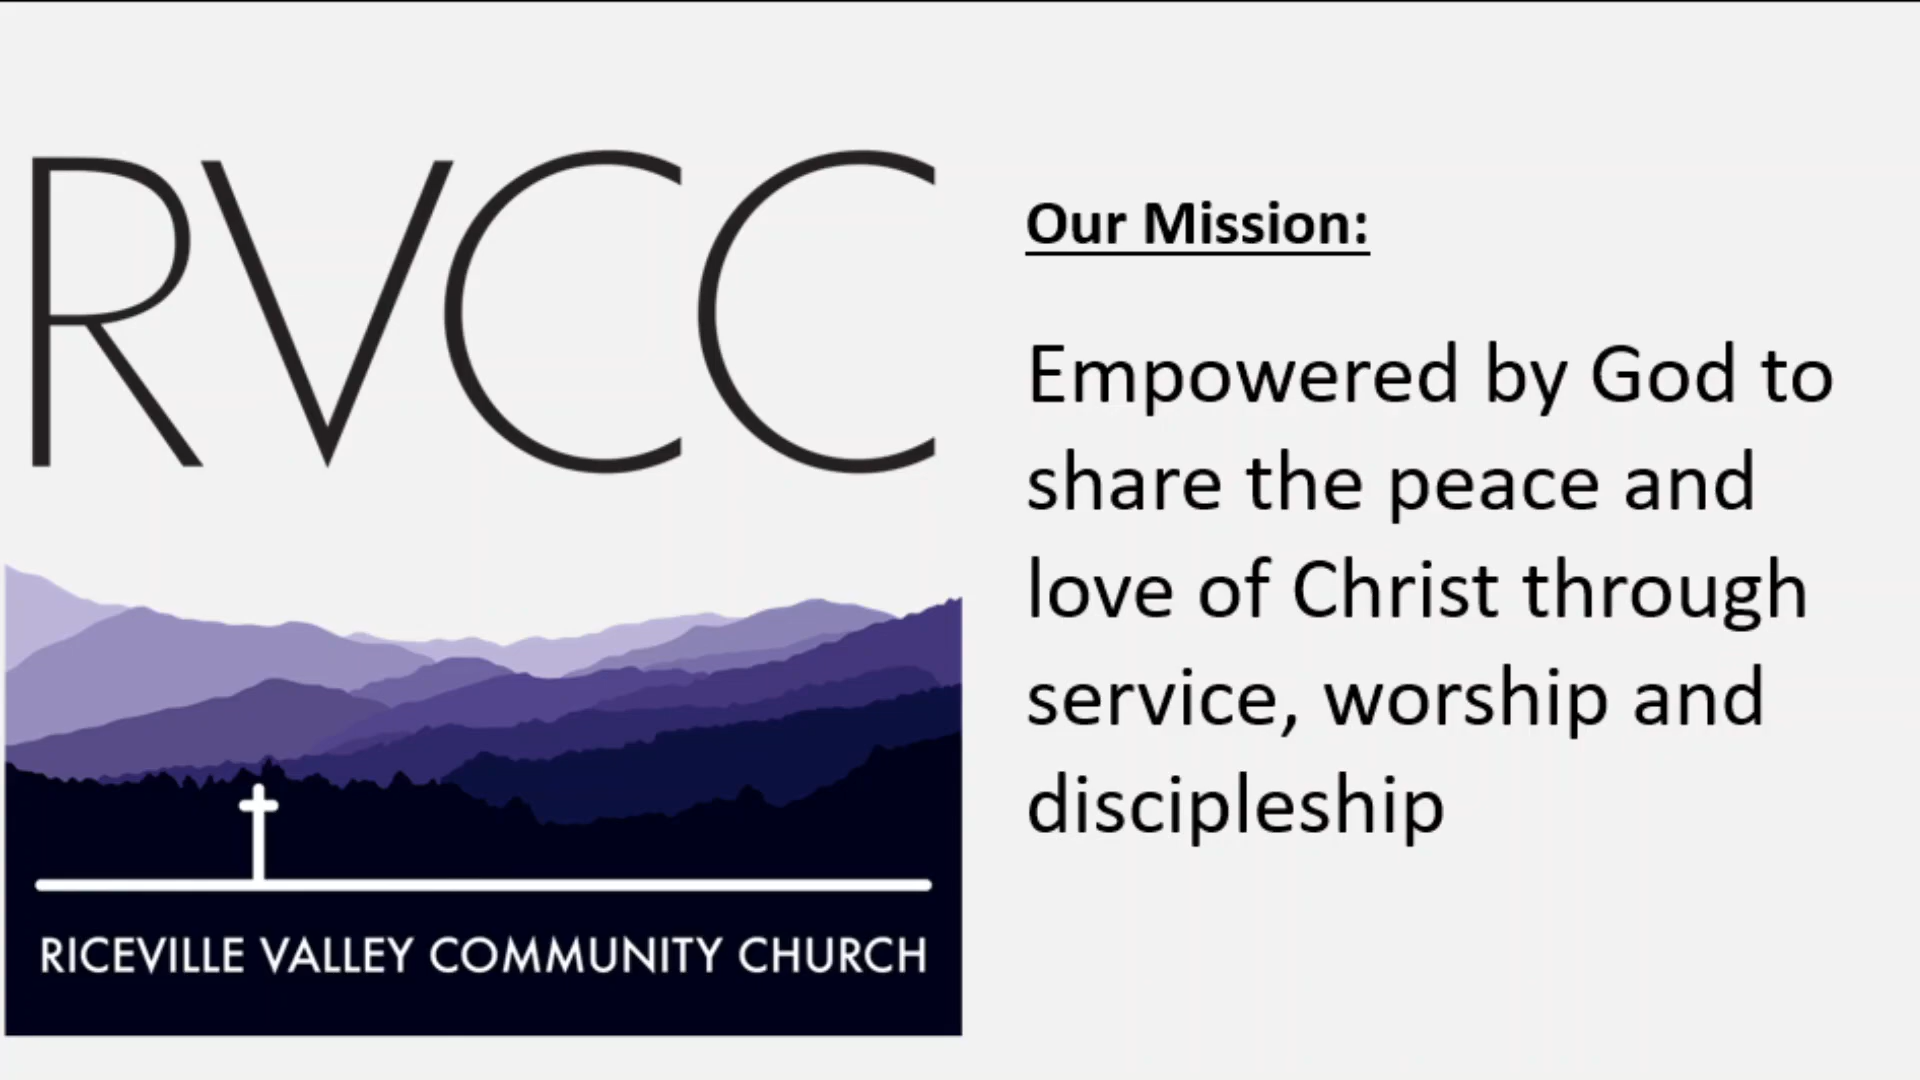 RVCC
RICEVILLE VALLEY COMMUNITY CHURCH
Our Mission:
Empowered by God to
share the peace and
love of Christ through
service, worship and
discipleship